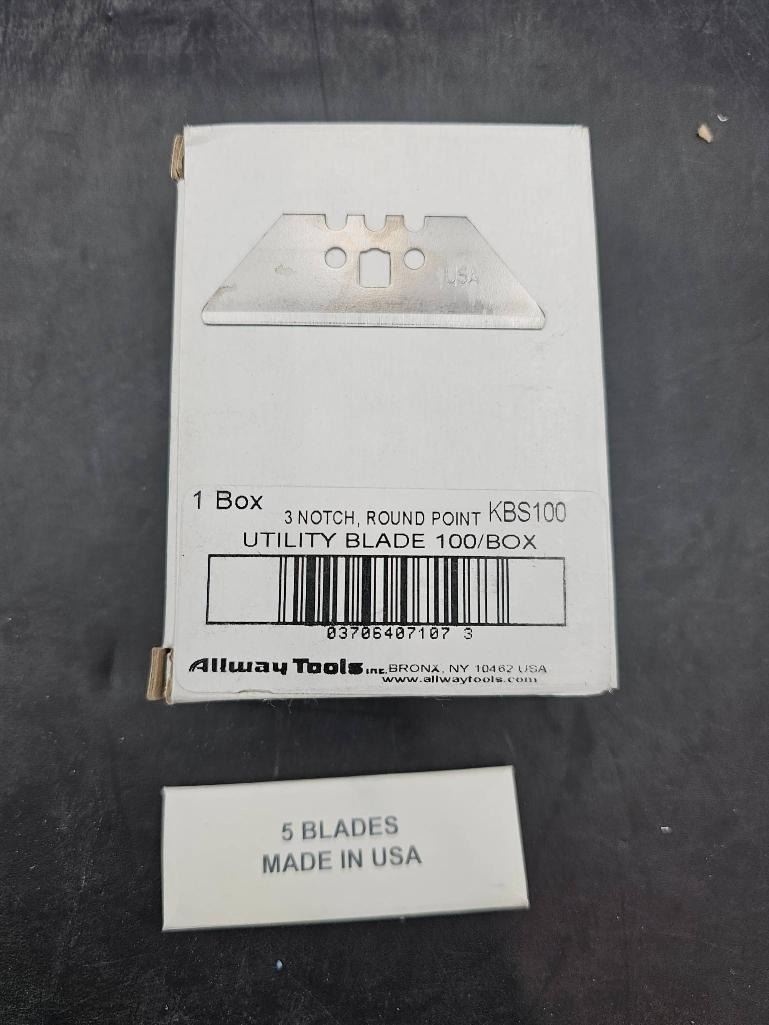 USA
1 Box
3 NOTCH, ROUND POINT KBS100
UTILITY BLADE 100/BOX
03706407107 3
Allway Tools INC. BRONX, NY 10462 USA
www.allwaytools.com
5 BLADES
MADE IN USA